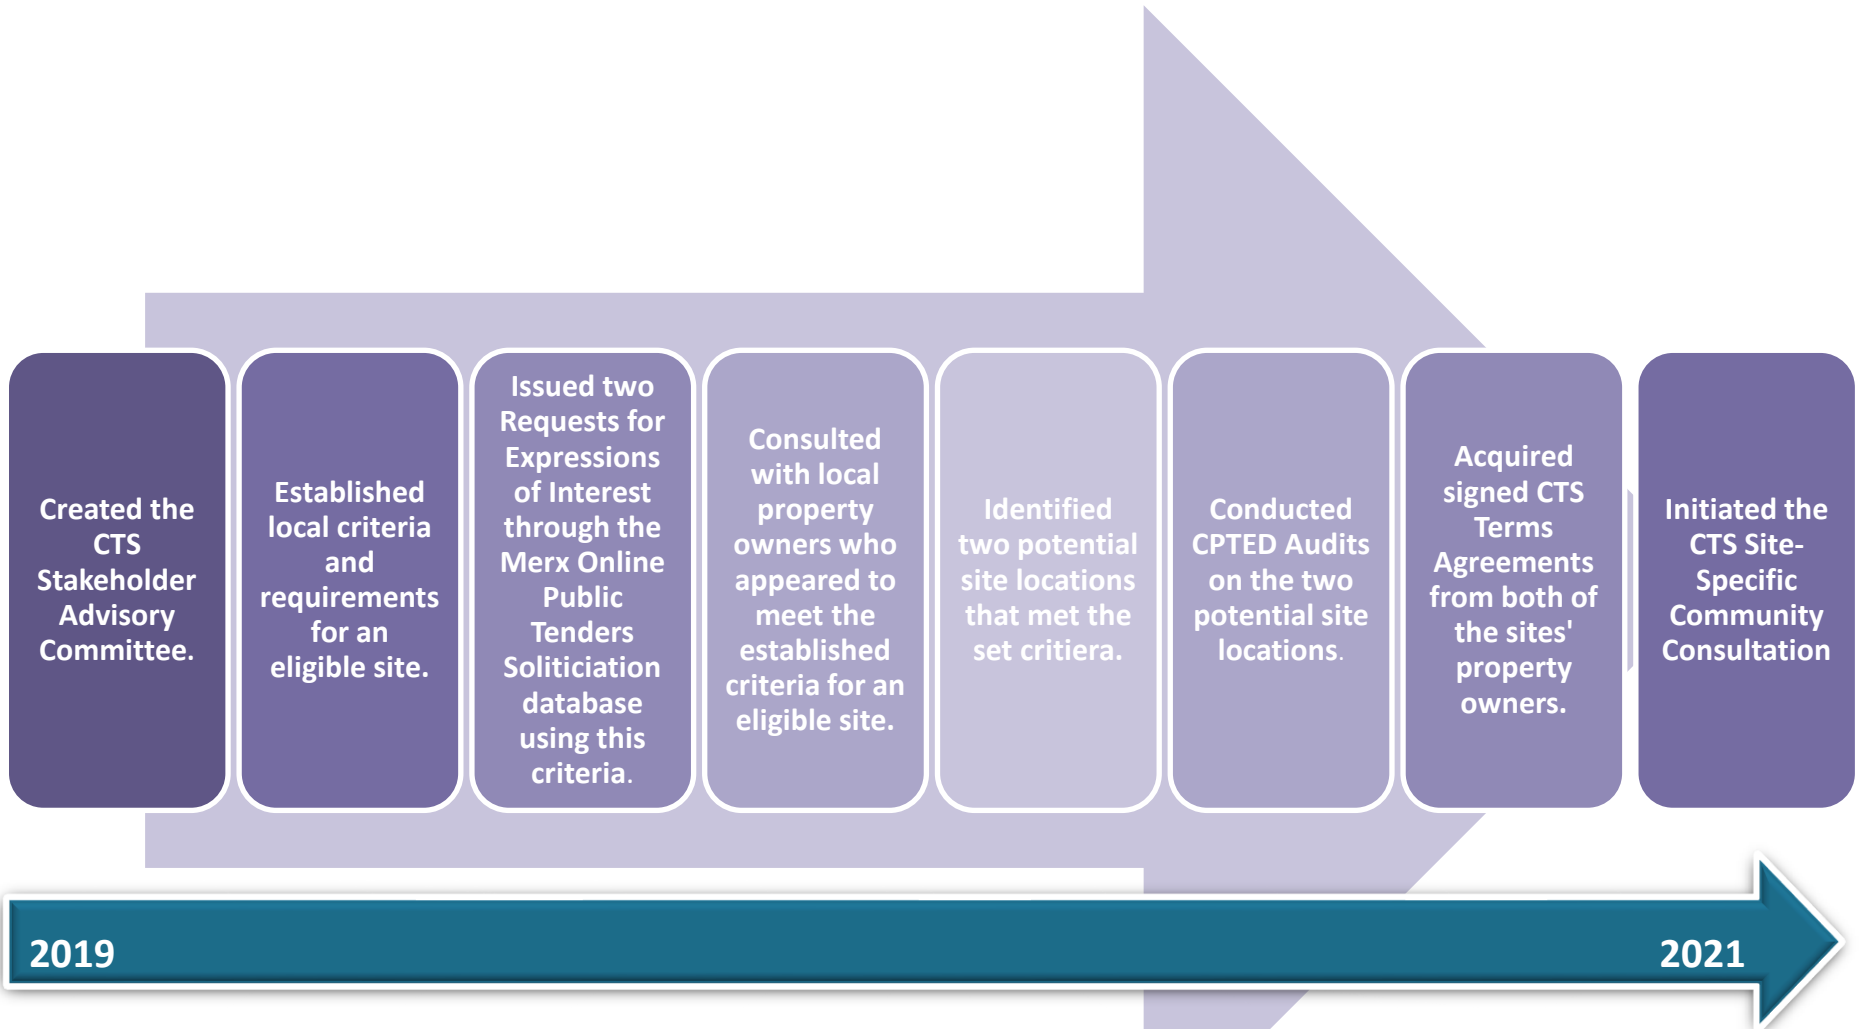 Created the
CTS
Stakeholder
Advisory
Committee.
Established
local criteria
and
requirements
for an
eligible site.
Issued two
Requests for
Expressions
of Interest
through the
Merx Online
Public
Tenders
Soliticiation
database
using this
criteria.
Consulted
with local
property
owners who
appeared to
meet the
established
criteria for an
eligible site.
Identified
two potential
site locations
that met the
set critiera.
Conducted
CPTED Audits
on the two
potential site
locations.
Acquired
signed CTS
Terms
Agreements
from both of
the sites'
property
owners.
Initiated the
CTS Site-
Specific
Community
Consultation
2019
2021